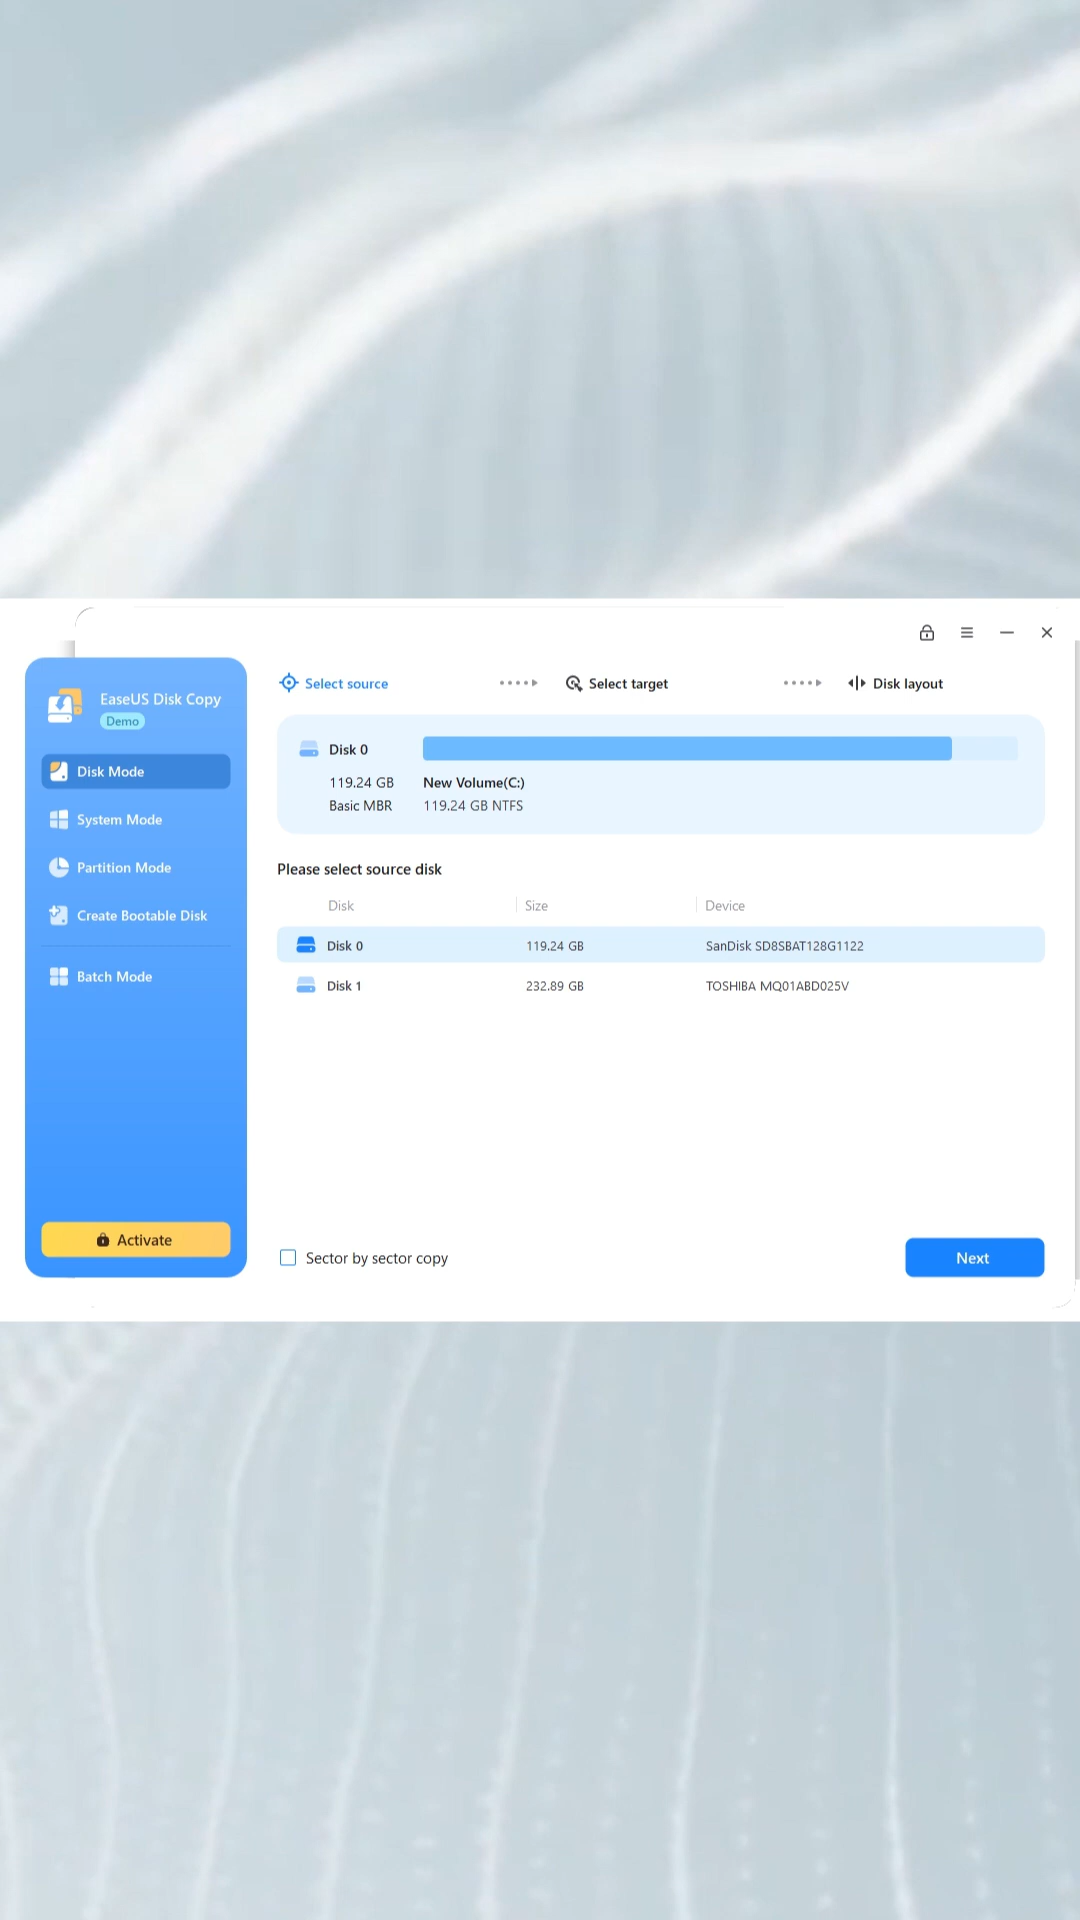 EaseUS Disk Copy
Demo
Disk Mode
System Mode
Partition Mode
Create Bootable Disk
Batch Mode
Activate
Select source
Select target
Disk layout
Disk 0
119.24 GB
Basic MBR
New Volume(C:)
119.24 GB NTFS
Please select source disk
Disk Size Device
Disk 0 119.24 GB SanDisk SD8SBAT128G1122
Disk 1 232.89 GB TOSHIBA MQ01ABD025V
Sector by sector copy
Next